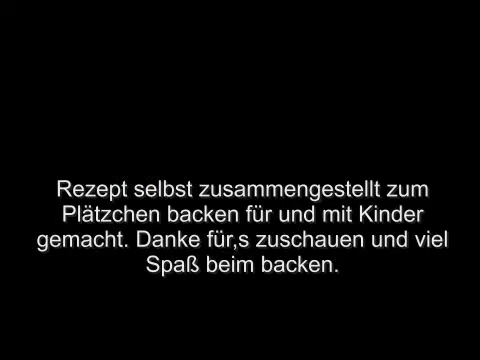 Rezept selbst zusammengestellt zum
Plätzchen backen für und mit Kinder
gemacht. Danke für,s zuschauen und viel
Spaß beim backen.